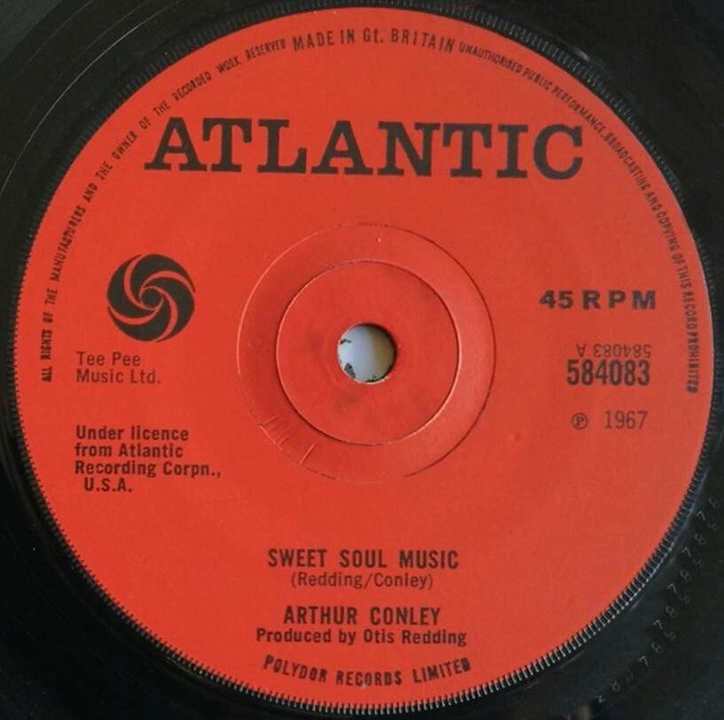 ALL RIGHTS OF THE MANUFACTURERS AND THE OWNER OF THE RECORDED WORK RESERVED MADE IN Gt. BRITAIN UNAUTHORISED PUBLIC PERFORMANCE, BROADCASTING AND COPYING OF THIS RECORD PROHIBITED
ATLANTIC
45 RPM
584083 A
584083
℗ 1967
Tee Pee
Music Ltd.
Under licence
from Atlantic
Recording Corpn.,
U.S.A.
SWEET SOUL MUSIC
(Redding/Conley)
ARTHUR CONLEY
Produced by Otis Redding
POLYDOR RECORDS LIMITED